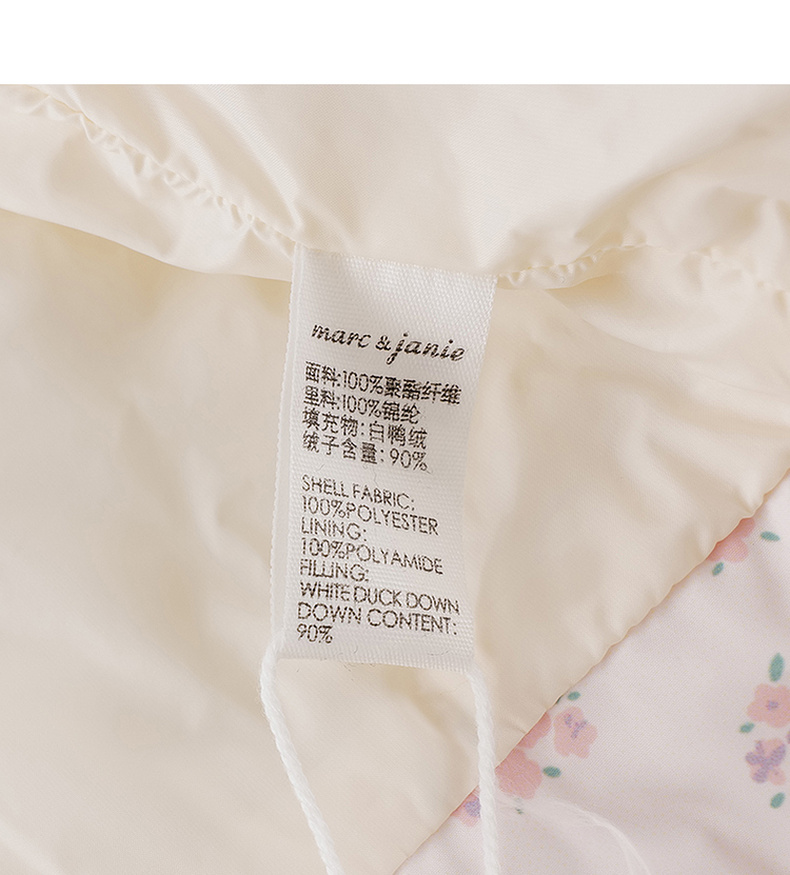 marc & janie
面料:100%聚酯纤维
里料:100%锦纶
填充物:白鸭绒
绒子含量:90%
SHELL FABRIC:
100%POLYESTER
LINING:
100%POLYAMIDE
FILLING:
WHITE DUCK DOWN
DOWN CONTENT:
90%